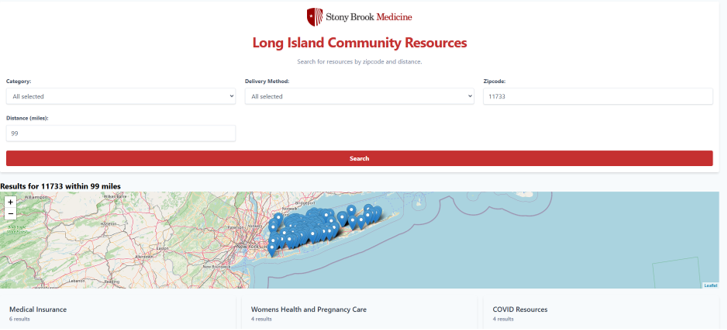 Stony Brook Medicine
Long Island Community Resources
Search for resources by zipcode and distance.
Category: Delivery Method: Zipcode:
All selected All selected 11733
Distance (miles):
99
Search
Results for 11733 within 99 miles
+
−
Leaflet
Medical Insurance Womens Health and Pregnancy Care COVID Resources
6 results 4 results 4 results